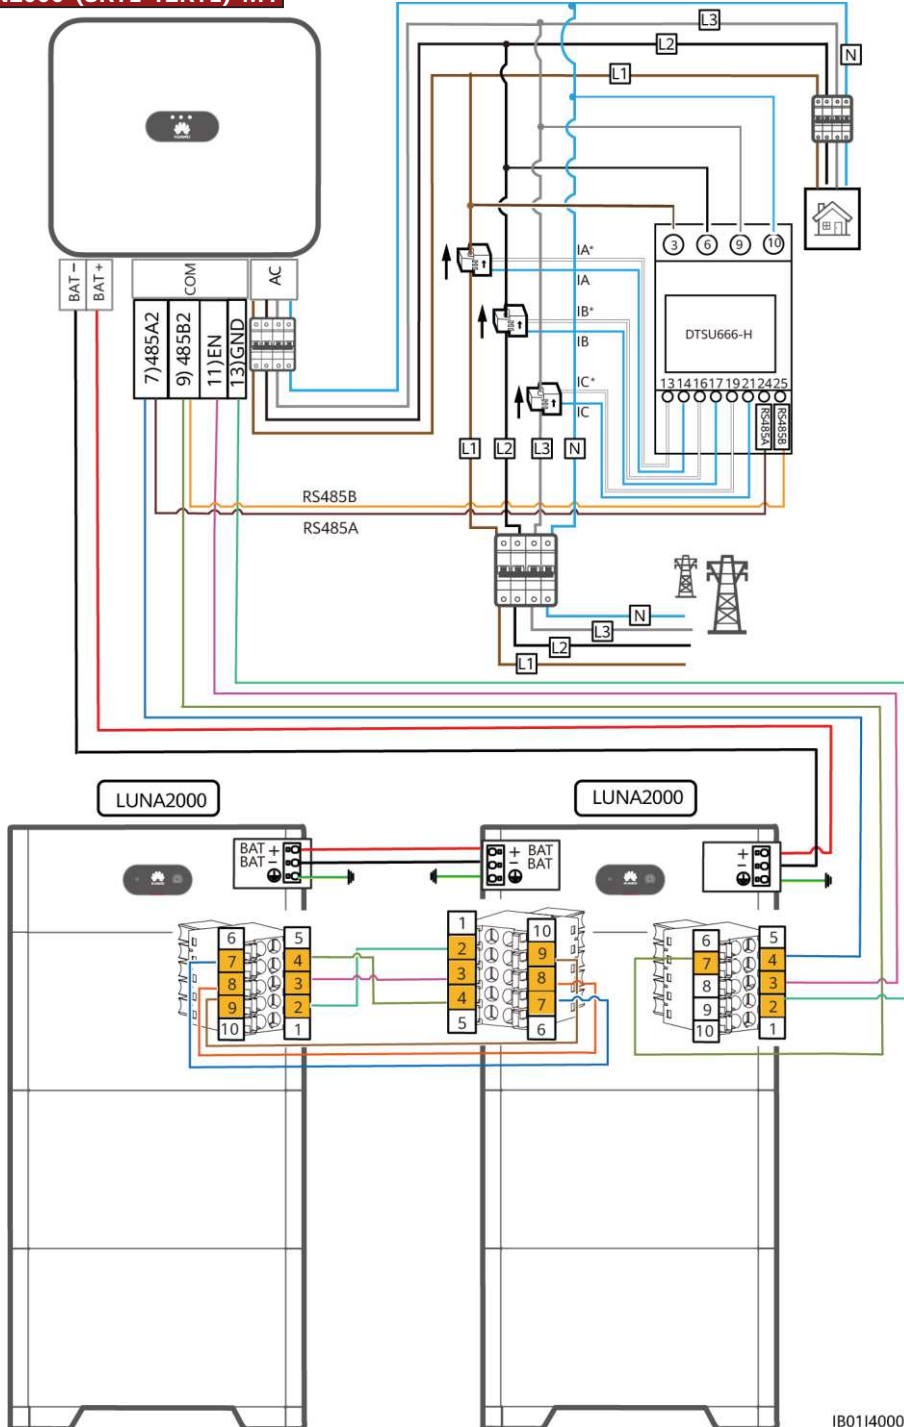 L3
L2
N
L1
HUAWEI
3
6
9
10
BAT –
BAT +
COM
AC
IA*
IA
7)485A2
9) 485B2
11)EN
13)GND
IB*
IB
DTSU666-H
IC*
IC
13 14 16 17 19 21 24 25
RS485A
RS485B
L1
L2
L3
N
RS485B
RS485A
N
L3
L2
L1
LUNA2000
LUNA2000
BAT +
BAT –
+ BAT
– BAT
+
–
6
7
8
9
10
5
4
3
2
1
1
2
3
4
5
10
9
8
7
6
6
7
8
9
10
5
4
3
2
1
IB01I4000